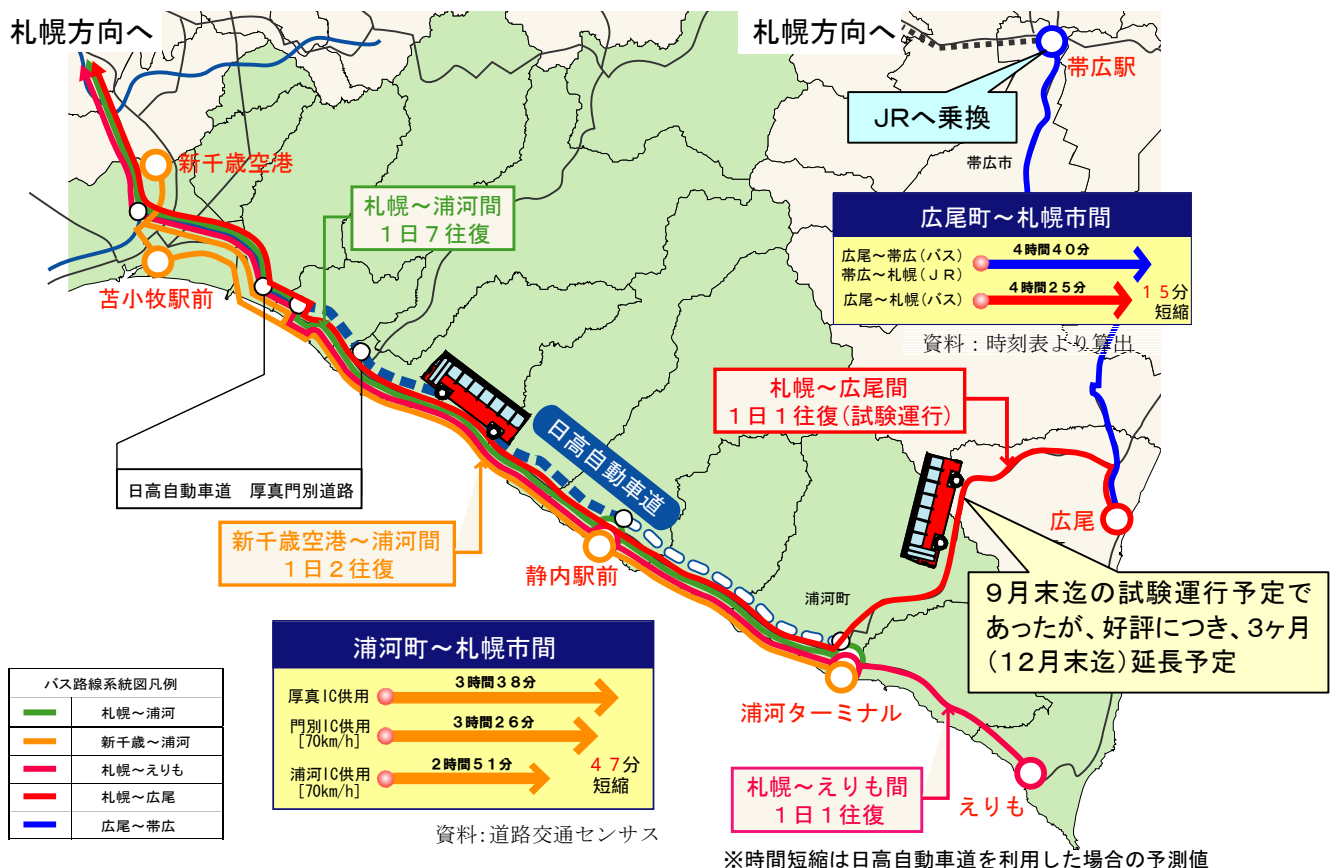 札幌方向へ
札幌方向へ
帯広駅
JRへ乗換
帯広市
新千歳空港
札幌～浦河間
1日7往復
広尾町～札幌市間
広尾～帯広(バス)
帯広～札幌(JR)
4時間40分
広尾～札幌(バス)
4時間25分
15分
短縮
資料：時刻表より算出
苫小牧駅前
札幌～広尾間
1日1往復(試験運行)
日高自動車道
日高自動車道　厚真門別道路
広尾
新千歳空港～浦河間
1日2往復
静内駅前
浦河町
9月末迄の試験運行予定で
あったが、好評につき、3ヶ月
(12月末迄)延長予定
浦河町～札幌市間
厚真IC供用
3時間38分
門別IC供用
[70km/h]
3時間26分
浦河IC供用
[70km/h]
2時間51分
47分
短縮
資料:道路交通センサス
浦河ターミナル
えりも
札幌～えりも間
1日1往復
バス路線系統図凡例
札幌～浦河
新千歳～浦河
札幌～えりも
札幌～広尾
広尾～帯広
※時間短縮は日高自動車道を利用した場合の予測値